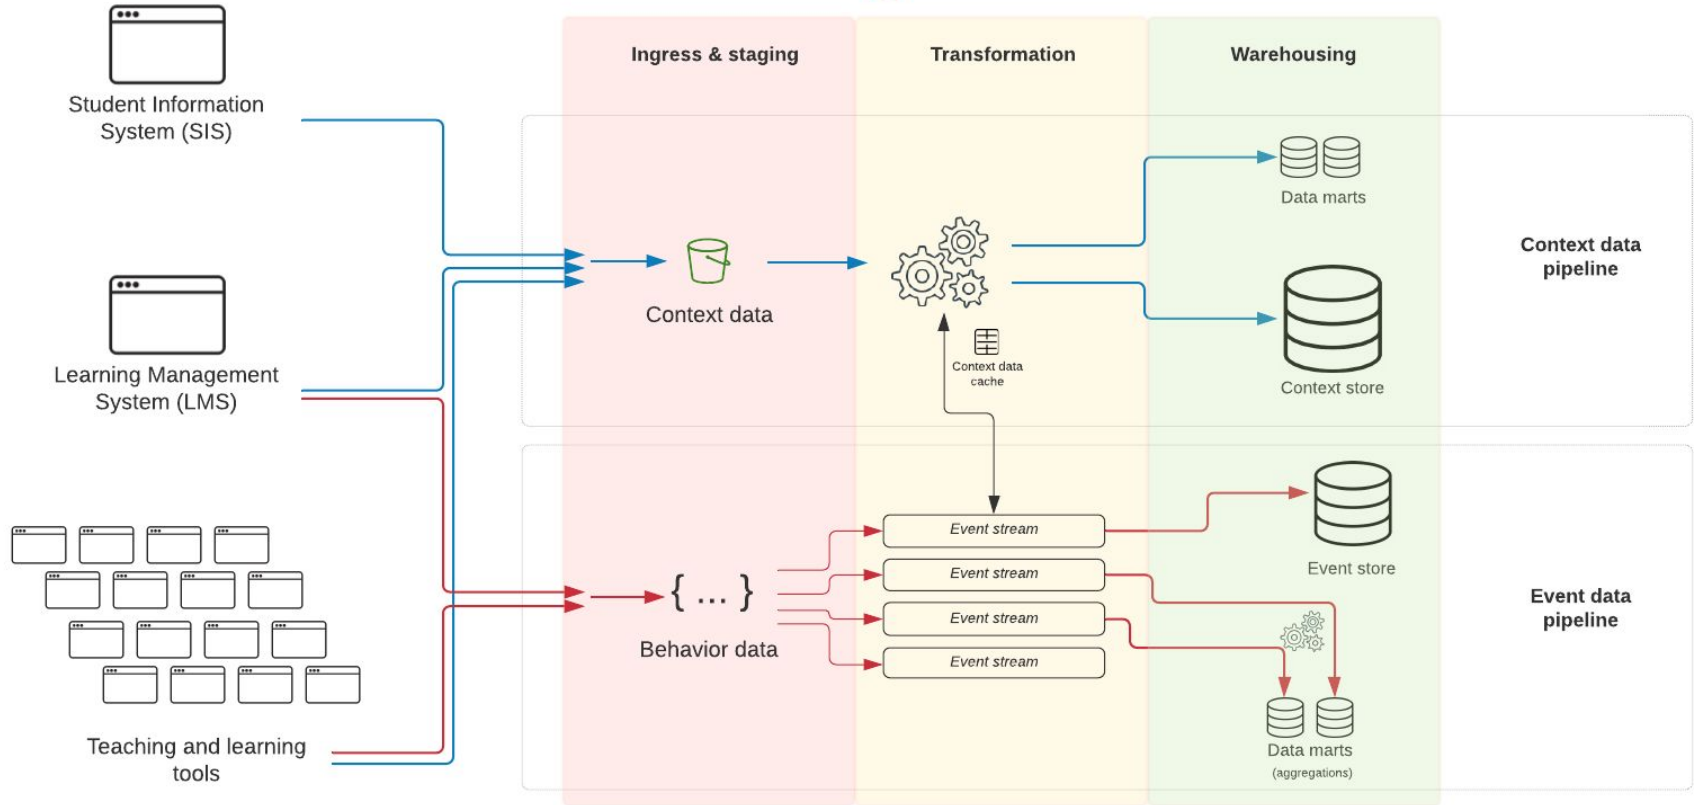 Ingress & staging
Transformation
Warehousing
Student Information
System (SIS)
Data marts
Context data
pipeline
Context data
Context data
cache
Learning Management
System (LMS)
Context store
Event stream
Event stream
Event stream
Event stream
Event store
{ ... }
Behavior data
Event data
pipeline
Teaching and learning
tools
Data marts
(aggregations)